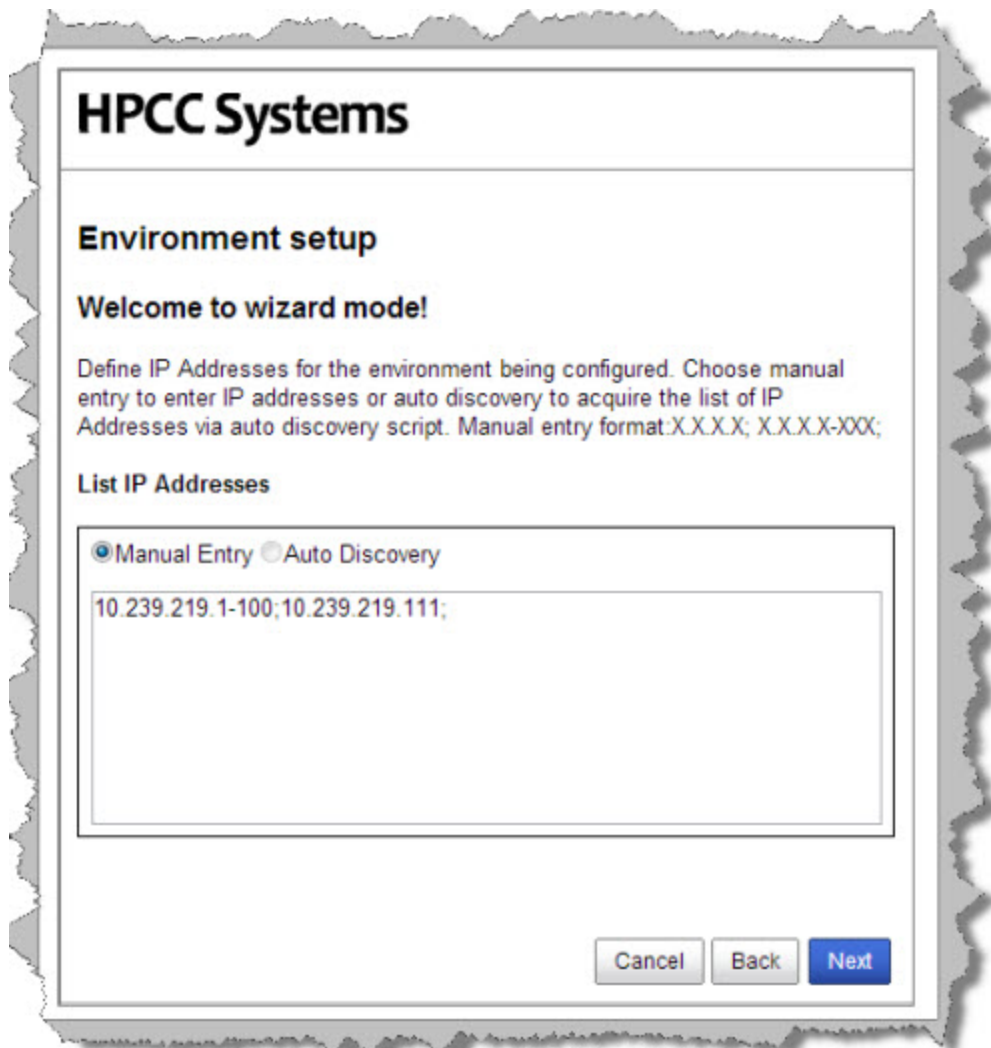 HPCC Systems
Environment setup
Welcome to wizard mode!
Define IP Addresses for the environment being configured. Choose manual
entry to enter IP addresses or auto discovery to acquire the list of IP
Addresses via auto discovery script. Manual entry format:X.X.X.X; X.X.X.X-XXX;
List IP Addresses
Manual Entry Auto Discovery
10.239.219.1-100;10.239.219.111;
Cancel Back Next